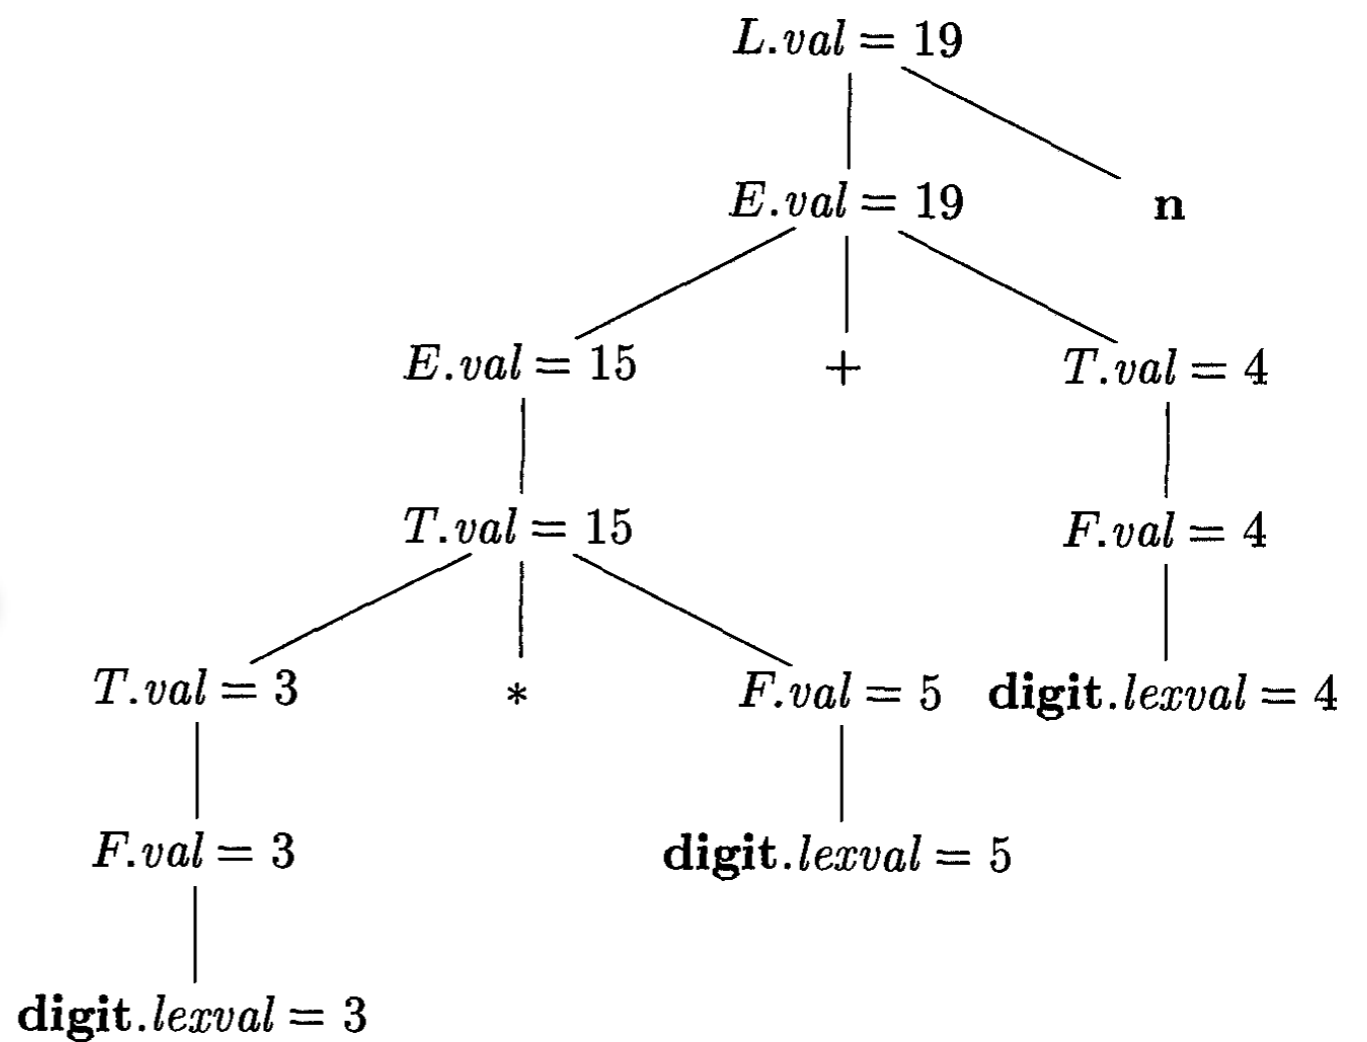 L.val = 19
E.val = 19 n
E.val = 15 + T.val = 4
T.val = 15 F.val = 4
T.val = 3 * F.val = 5 digit.lexval = 4
F.val = 3 digit.lexval = 5
digit.lexval = 3